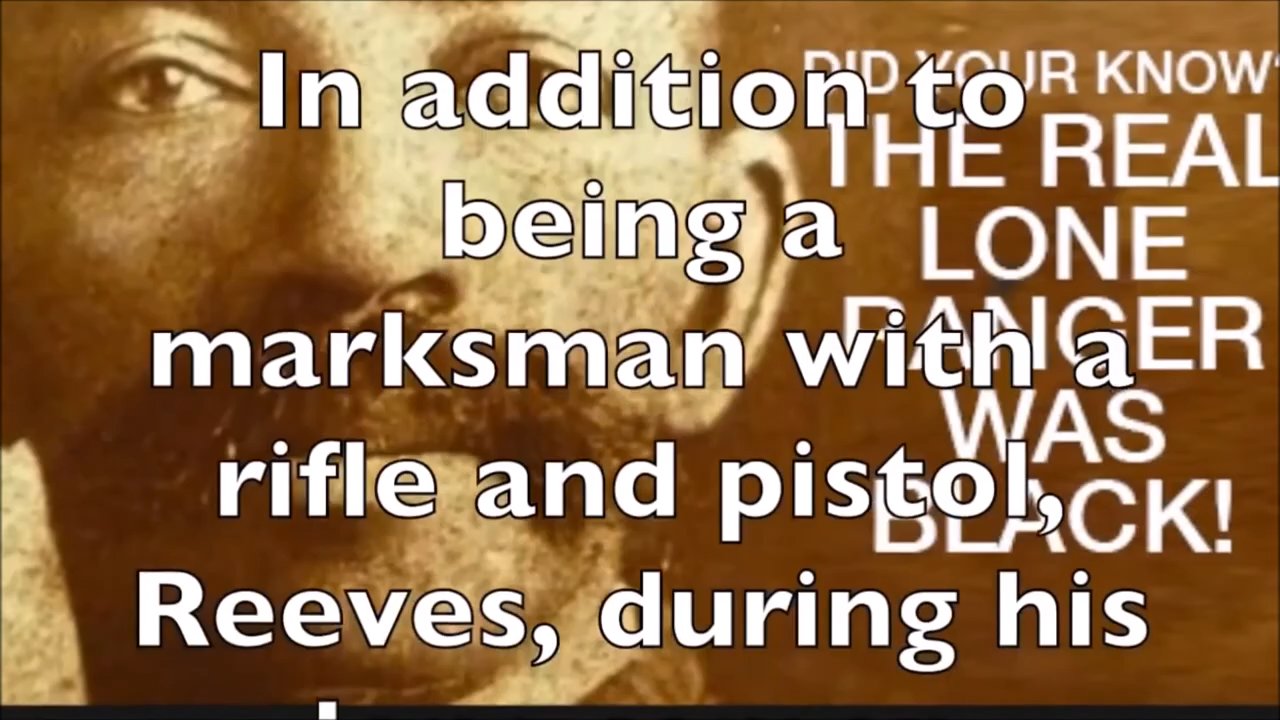 In addition to
being a
marksman with a
rifle and pistol,
Reeves, during his
DID YOUR KNOW?
THE REAL
LONE
RANGER
WAS
BLACK!